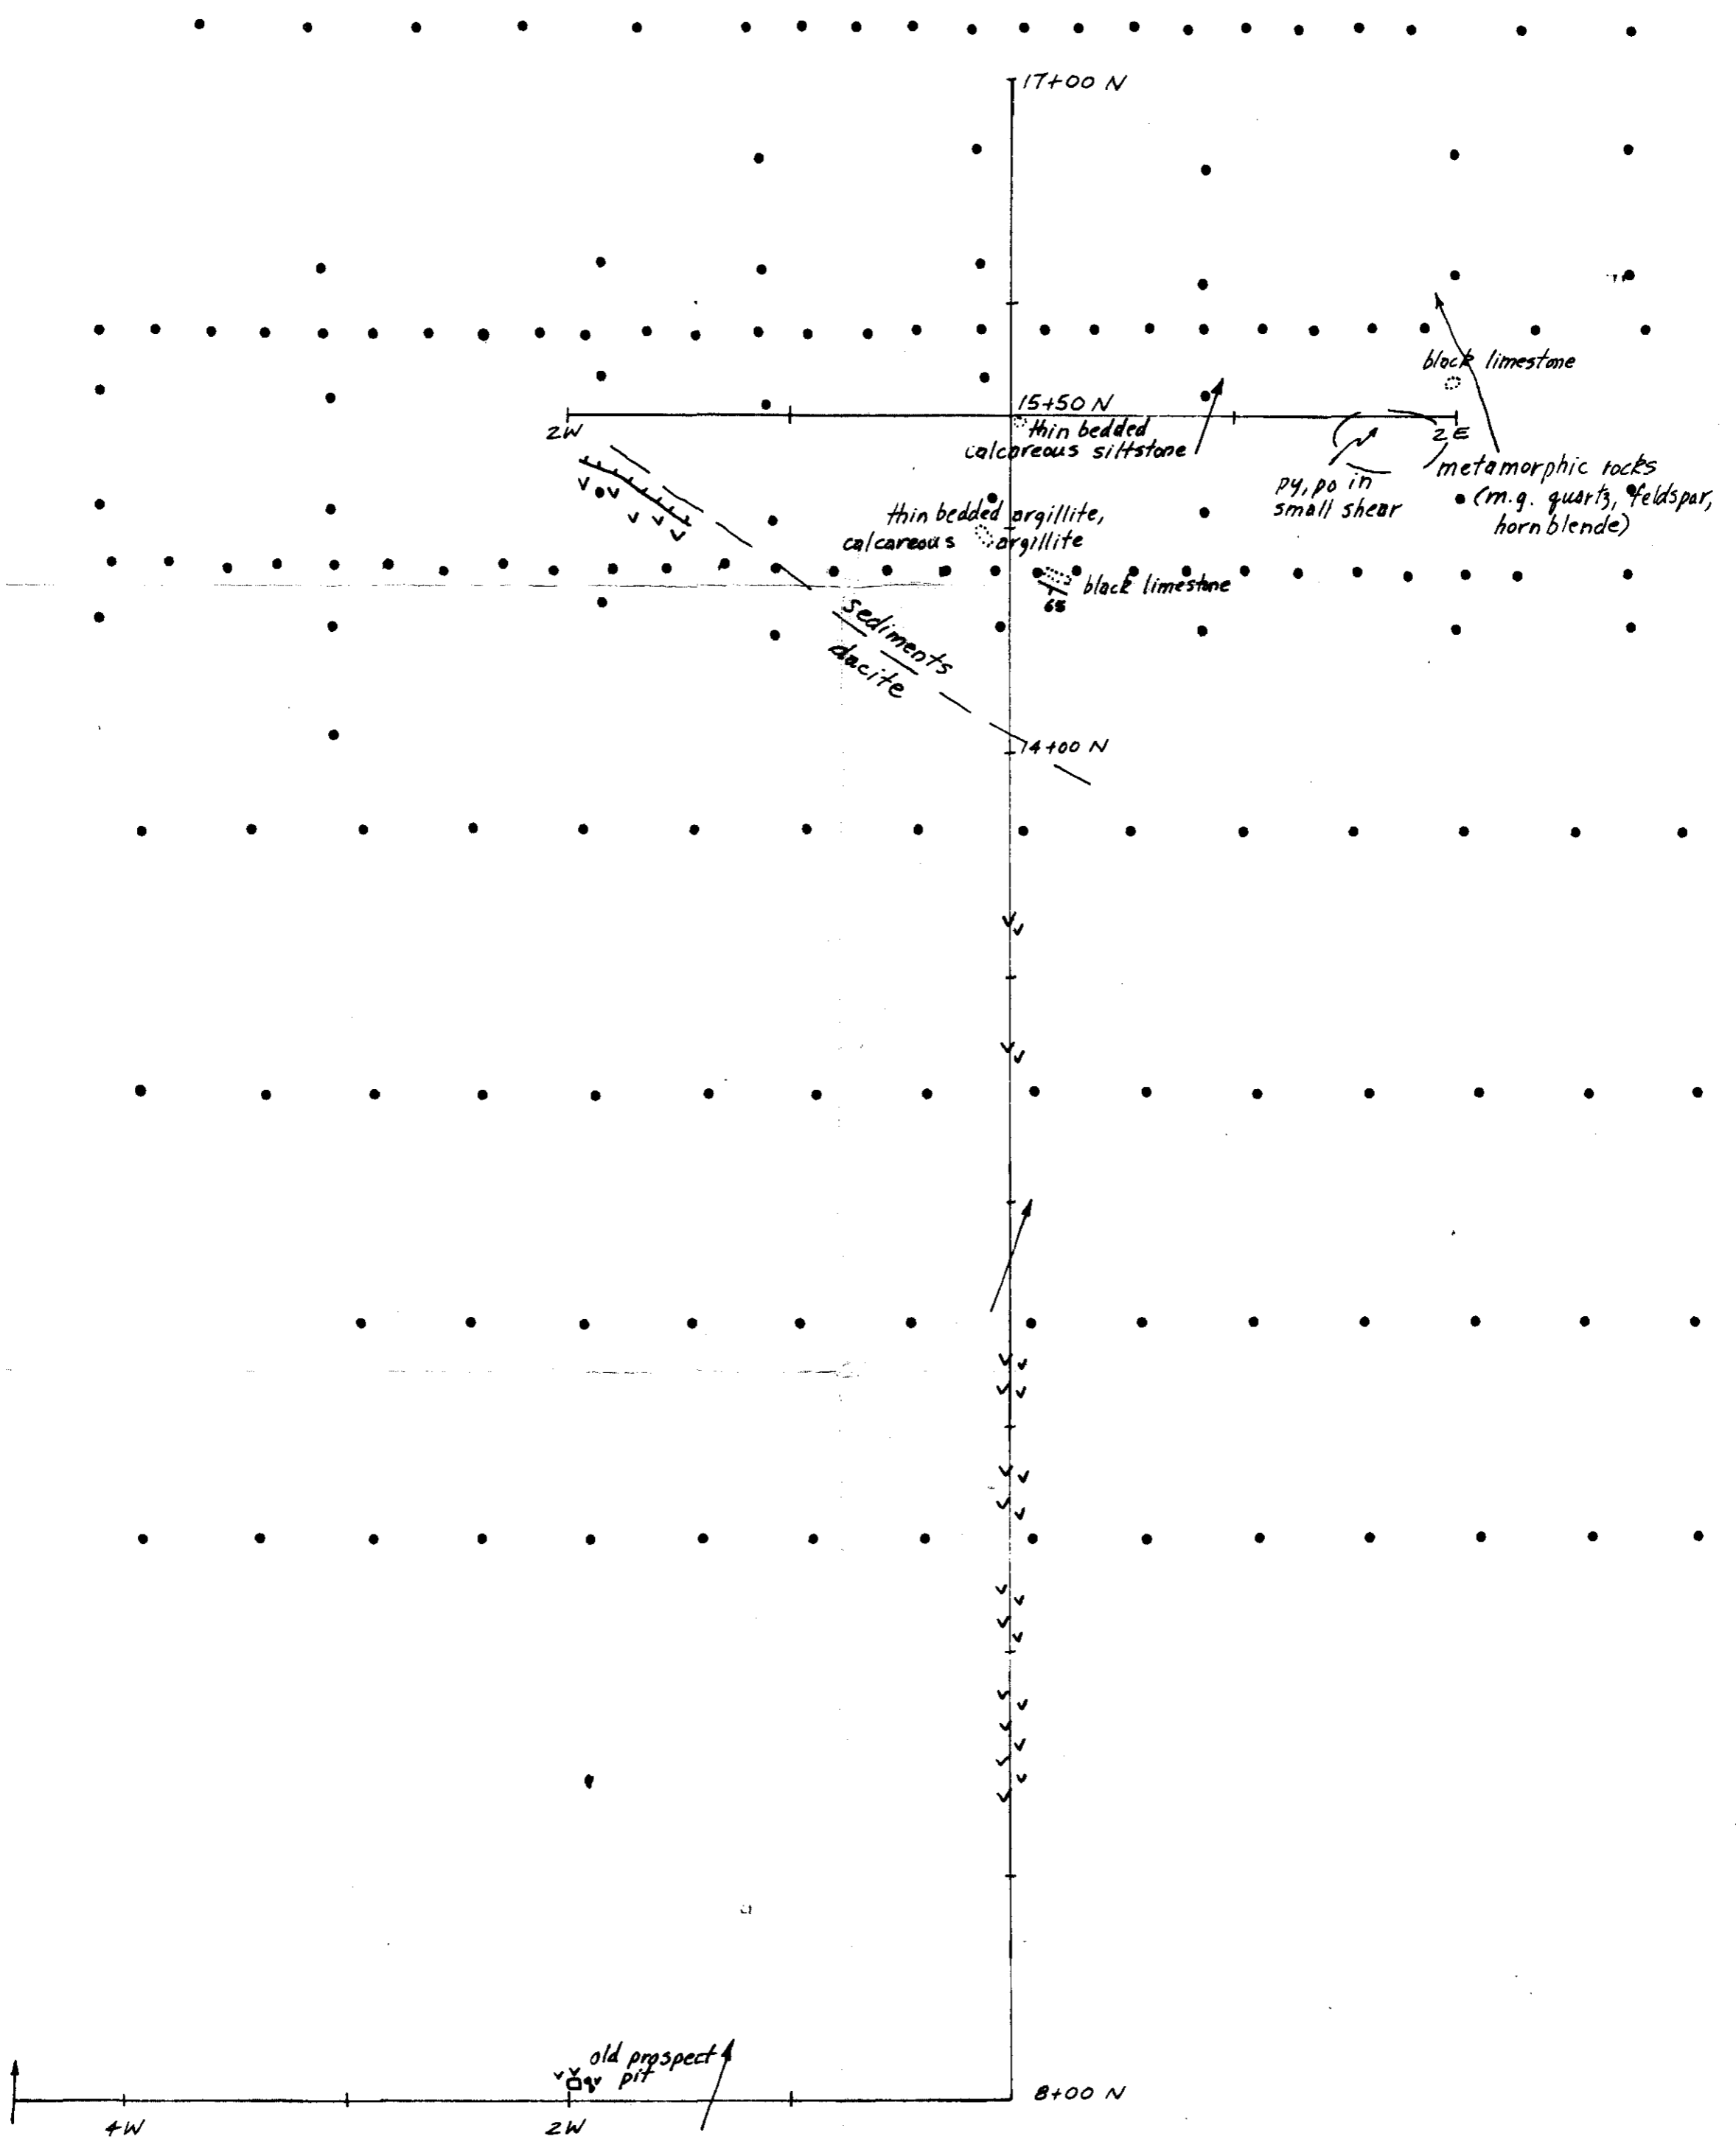 17+00 N
black limestone
15+50 N
2W
2E
thin bedded
calcareous siltstone
metamorphic rocks
(m.g. quartz, feldspar,
hornblende)
py, po in
small shear
thin bedded argillite,
calcareous argillite
black limestone
65
sediments
dacite
14+00 N
old prospect
pit
qv
8+00 N
4W
2W